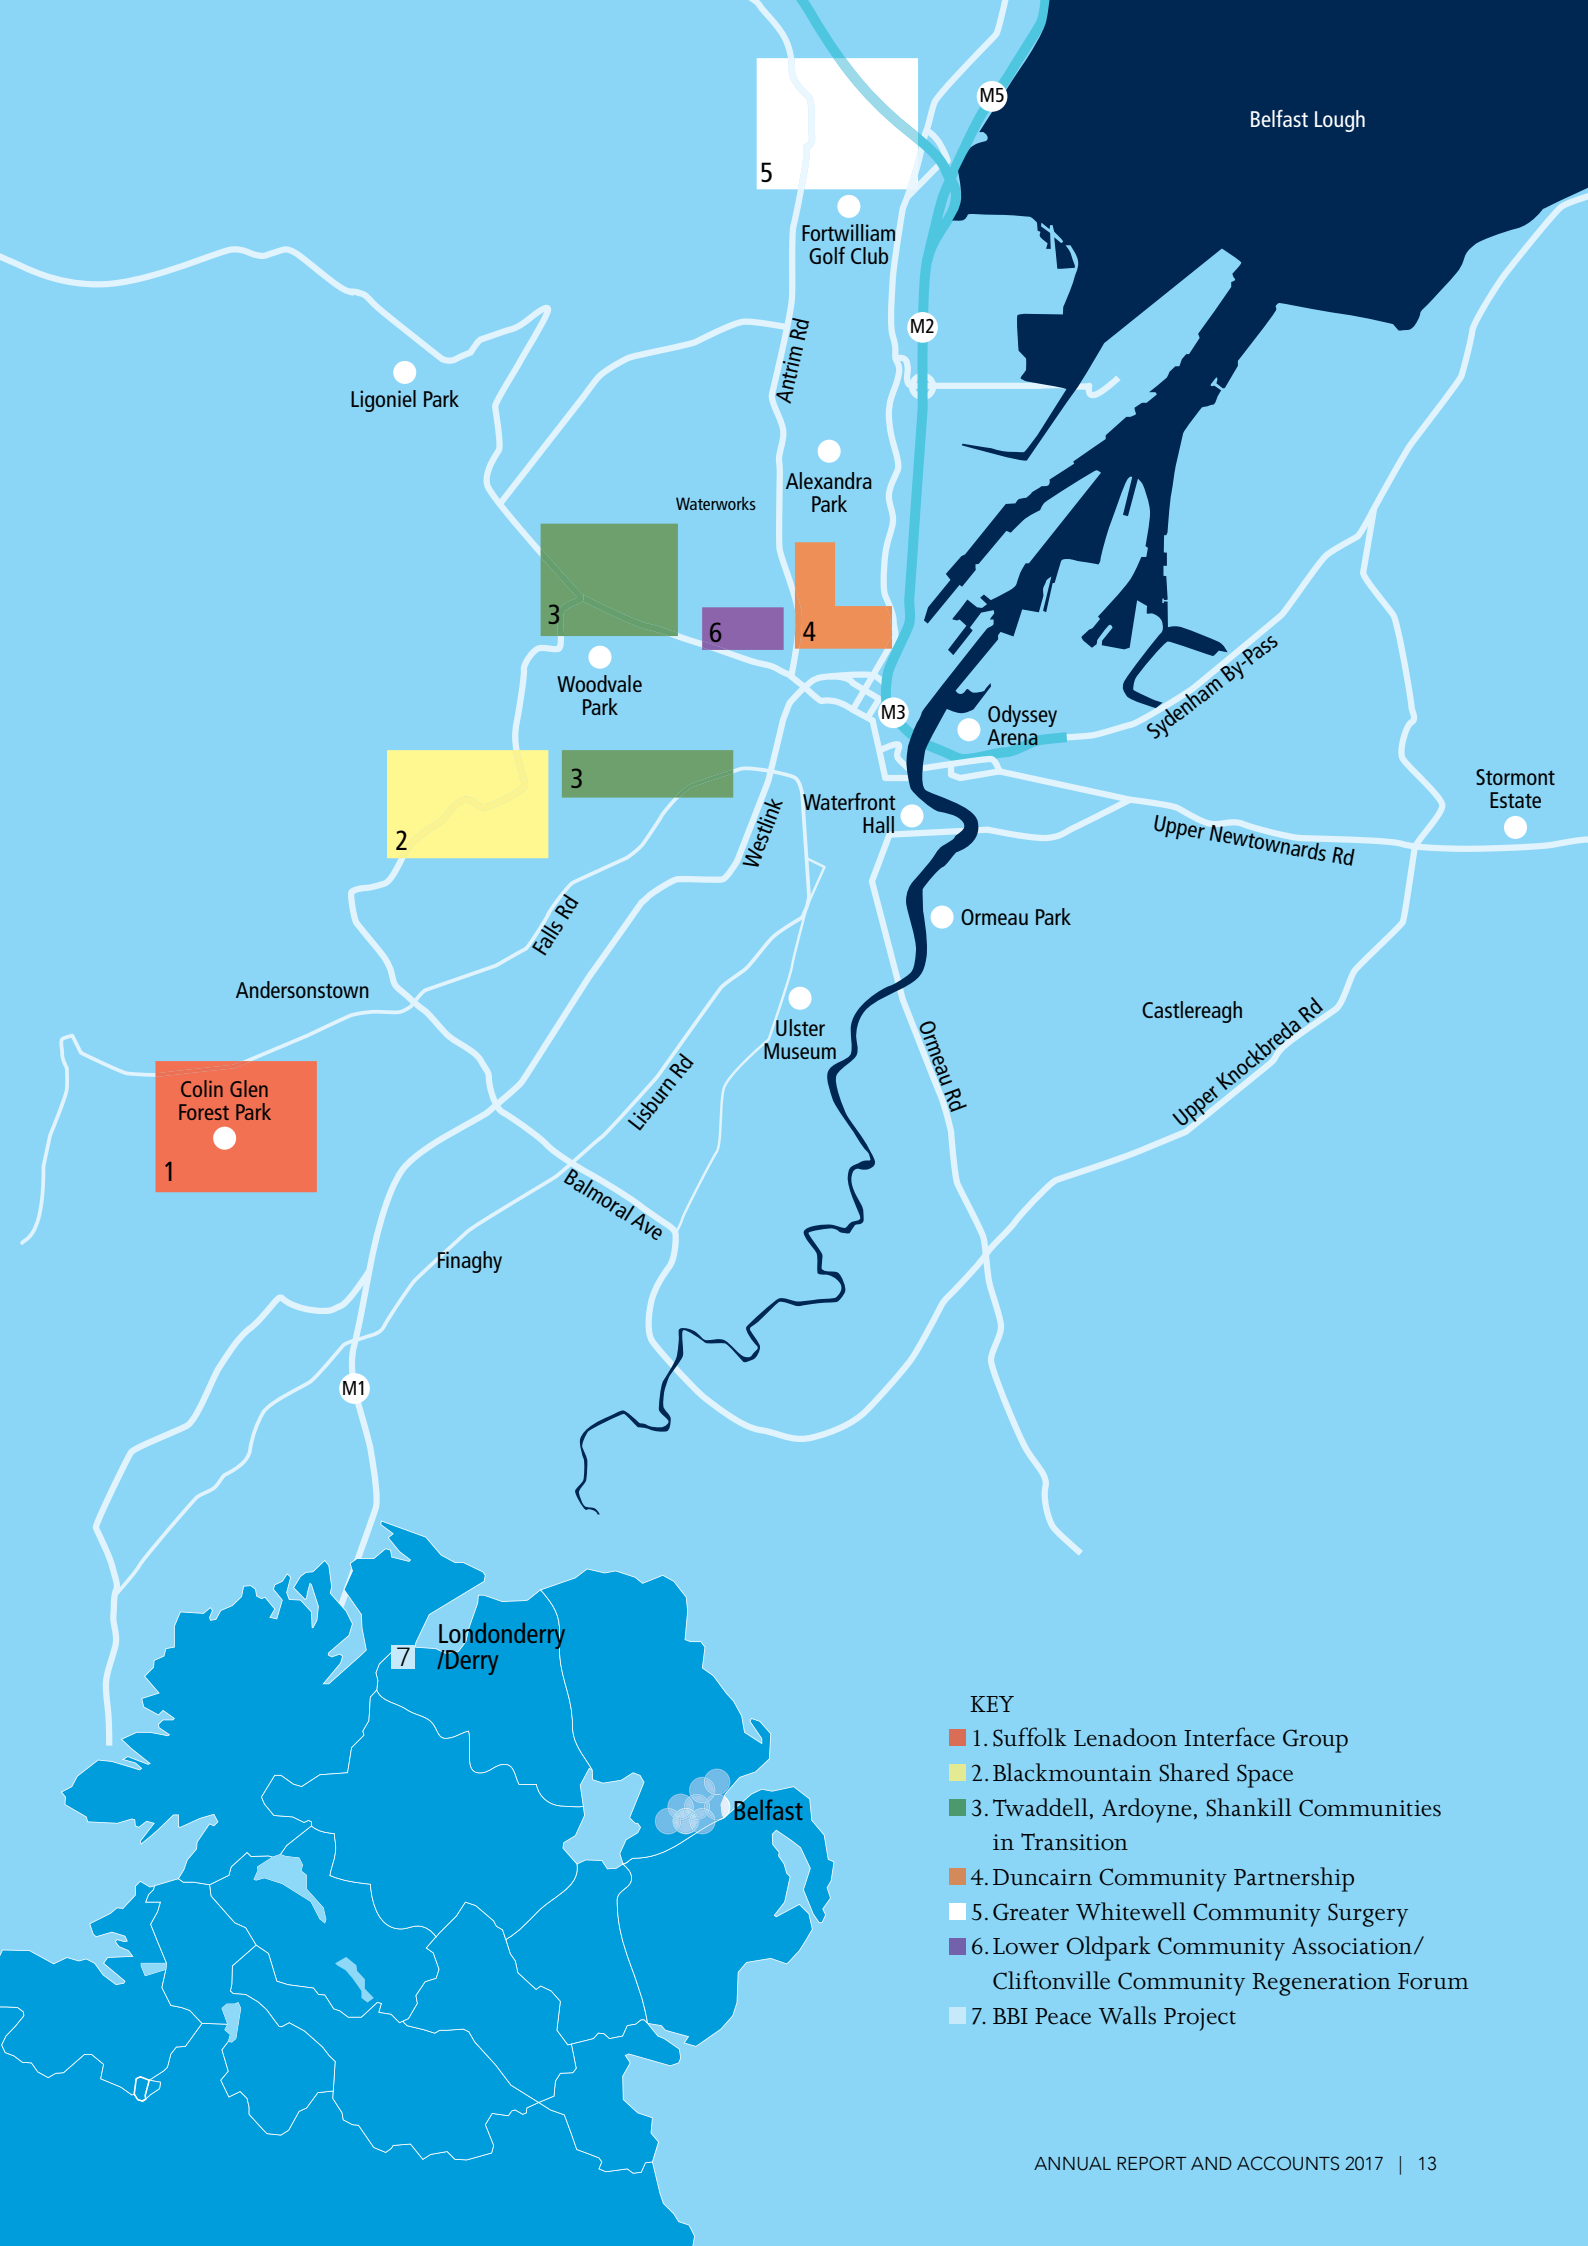 M5
Belfast Lough
5
Fortwilliam
Golf Club
M2
Antrim Rd
Ligoniel Park
Alexandra
Park
Waterworks
3
6
4
Woodvale
Park
Sydenham By-Pass
M3
Odyssey
Arena
3
2
Westlink
Waterfront
Hall
Stormont
Estate
Upper Newtownards Rd
Falls Rd
Ormeau Park
Andersonstown
Ulster
Museum
Castlereagh
Ormeau Rd
Upper Knockbreda Rd
Lisburn Rd
Colin Glen
Forest Park
1
Balmoral Ave
Finaghy
M1
Londonderry
/Derry
7
Belfast
KEY
1. Suffolk Lenadoon Interface Group
2. Blackmountain Shared Space
3. Twaddell, Ardoyne, Shankill Communities
in Transition
4. Duncairn Community Partnership
5. Greater Whitewell Community Surgery
6. Lower Oldpark Community Association/
Cliftonville Community Regeneration Forum
7. BBI Peace Walls Project
ANNUAL REPORT AND ACCOUNTS 2017 | 13